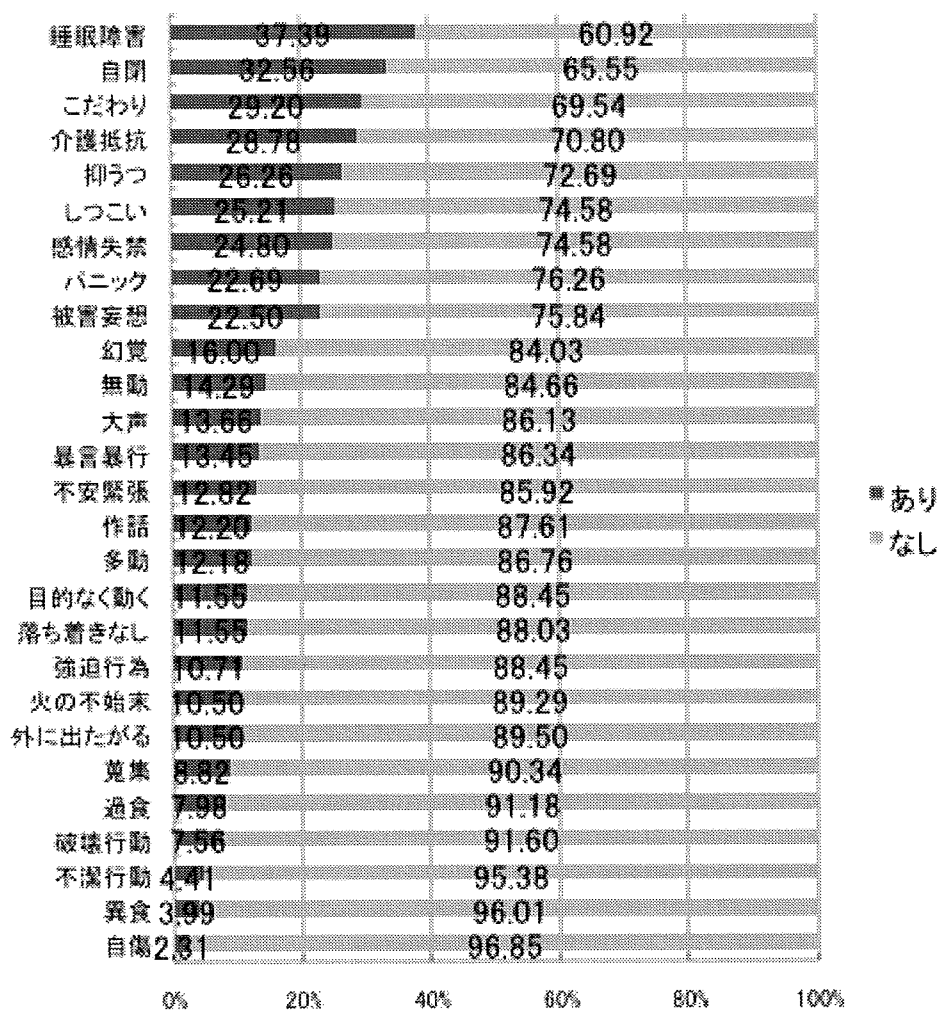 睡眠障害 37.39 60.92
自閉 32.56 65.55
こだわり 29.20 69.54
介護抵抗 28.78 70.80
抑うつ 26.26 72.69
しつこい 25.21 74.58
感情失禁 24.80 74.58
パニック 22.69 76.26
被害妄想 22.50 75.84
幻覚 16.00 84.03
無動 14.29 84.66
大声 13.66 86.13
暴言暴行 13.45 86.34
不安緊張 12.82 85.92
作話 12.20 87.61
多動 12.18 86.76
目的なく動く 11.55 88.45
落ち着きなし 11.55 88.03
強迫行為 10.71 88.45
火の不始末 10.50 89.29
外に出たがる 10.50 89.50
蒐集 8.82 90.34
過食 7.98 91.18
破壊行動 7.56 91.60
不潔行動 4.41 95.38
異食 3.99 96.01
自傷 2.31 96.85
0% 20% 40% 60% 80% 100%
あり
なし